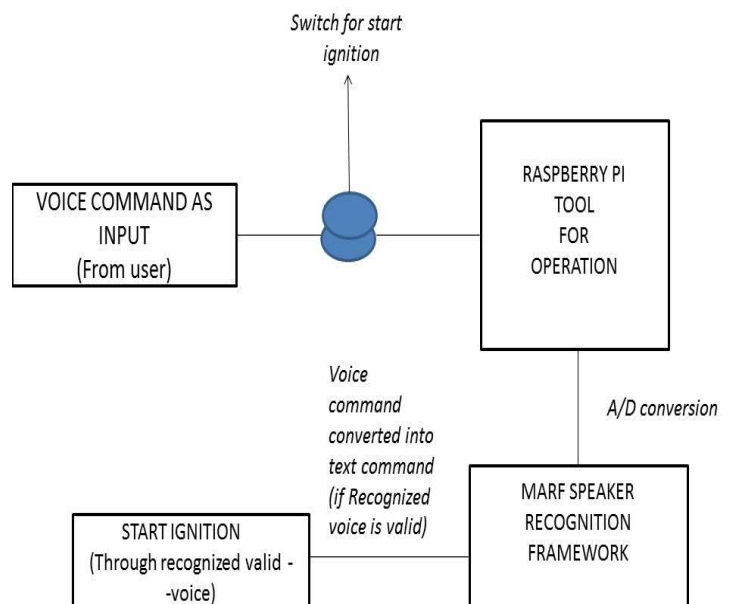 Switch for start
ignition
VOICE COMMAND AS
INPUT
(From user)
RASPBERRY PI
TOOL
FOR
OPERATION
A/D conversion
MARF SPEAKER
RECOGNITION
FRAMEWORK
Voice
command
converted into
text command
(if Recognized
voice is valid)
START IGNITION
(Through recognized valid -
-voice)